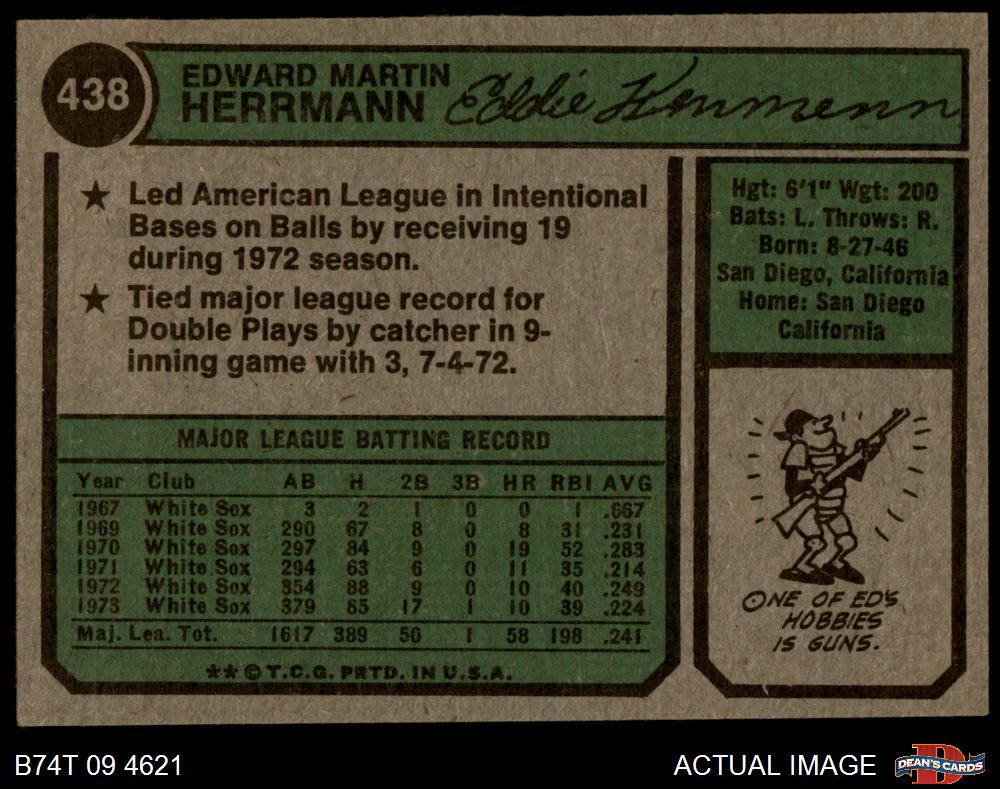 438
EDWARD MARTIN
HERRMANN
Eddie Herrmann
★ Led American League in Intentional
Bases on Balls by receiving 19
during 1972 season.
★ Tied major league record for
Double Plays by catcher in 9-
inning game with 3, 7-4-72.
Hgt: 6'1" Wgt: 200
Bats: L. Throws: R.
Born: 8-27-46
San Diego, California
Home: San Diego
California
MAJOR LEAGUE BATTING RECORD
Year Club AB H 2B 3B HR RBI AVG
1967 White Sox 3 2 1 0 0 1 .667
1969 White Sox 290 67 8 0 8 31 .231
1970 White Sox 297 84 9 0 19 52 .283
1971 White Sox 294 63 6 0 11 35 .214
1972 White Sox 354 88 9 0 10 40 .249
1973 White Sox 379 85 17 1 10 39 .224
Maj. Lea. Tot. 1617 389 50 1 58 198 .241
**©T.C.G. PRTD. IN U.S.A.
ONE OF ED'S
HOBBIES
IS GUNS.
B74T 09 4621
ACTUAL IMAGE
D
DEAN'S CARDS